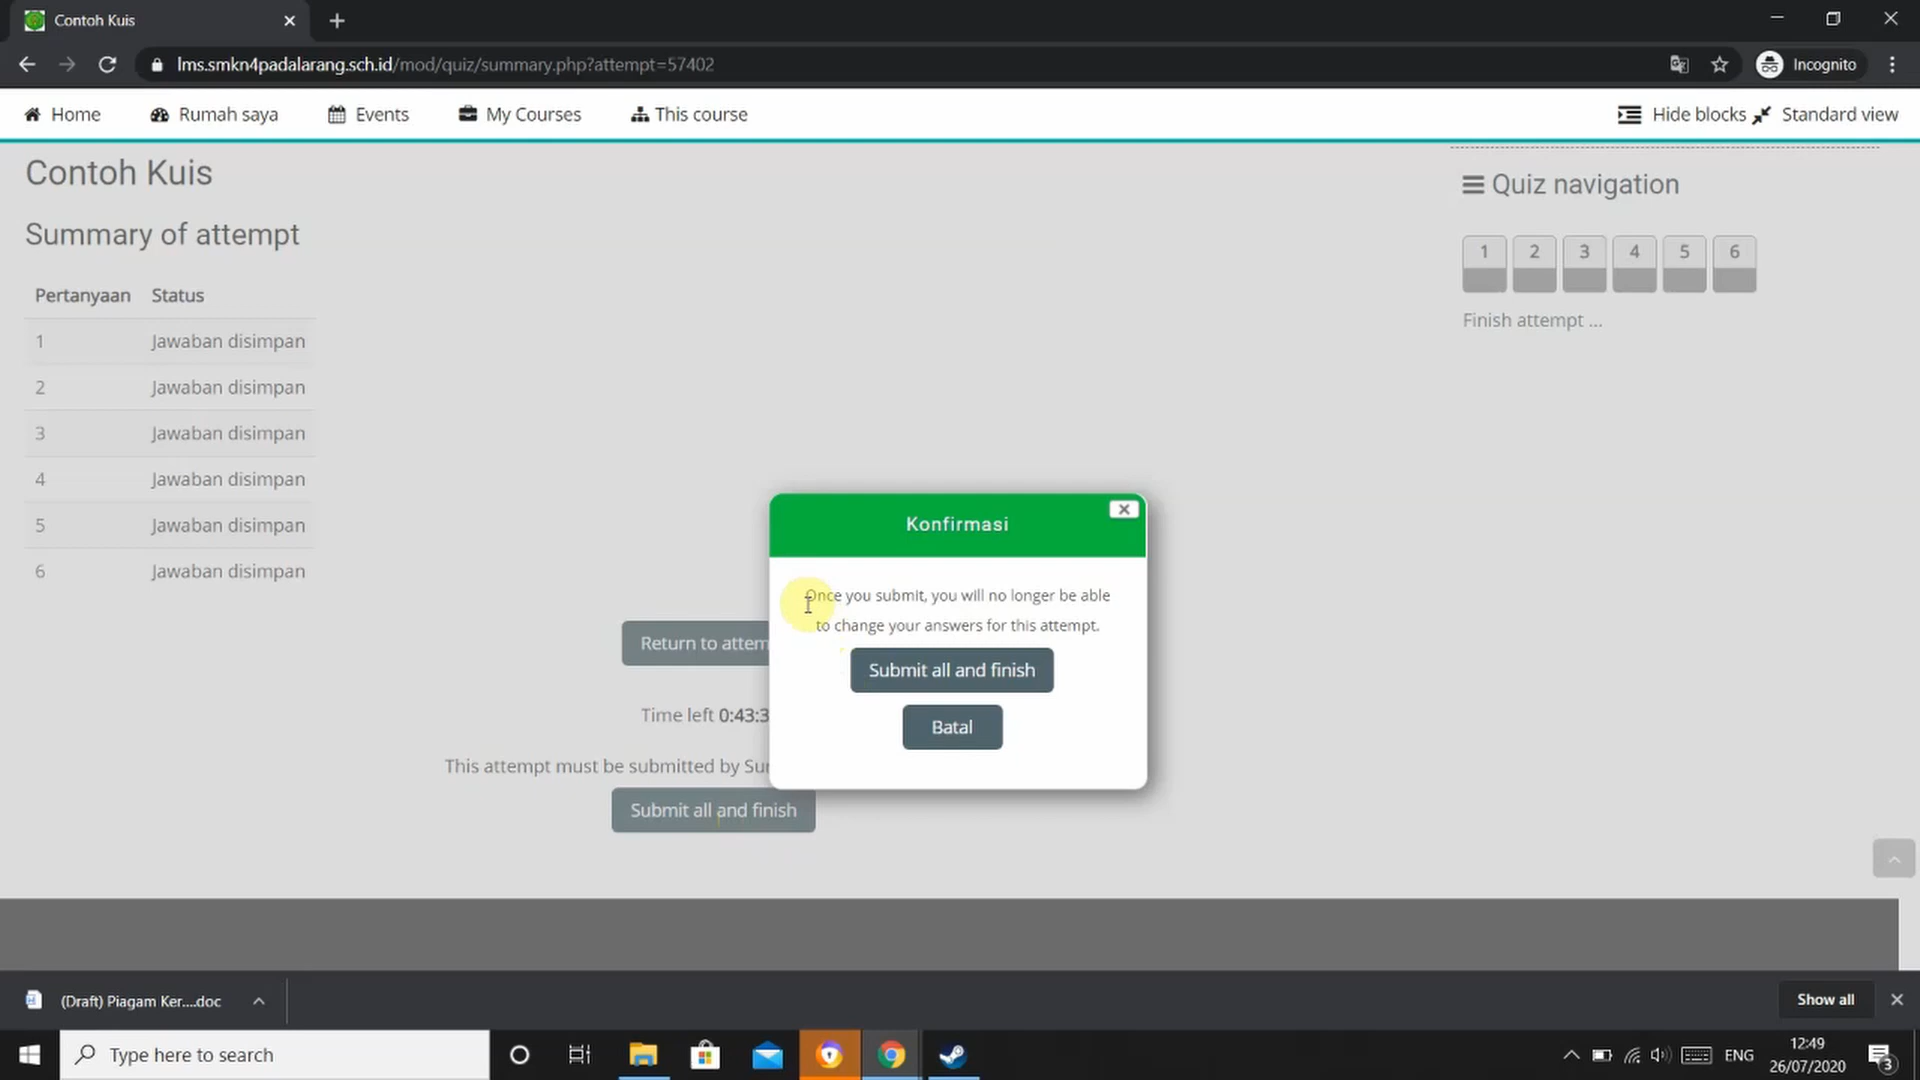 Contoh Kuis
lms.smkn4padalarang.sch.id/mod/quiz/summary.php?attempt=57402
Incognito
Home
Rumah saya
Events
My Courses
This course
Hide blocks
Standard view
Contoh Kuis
Summary of attempt
Pertanyaan Status
1 Jawaban disimpan
2 Jawaban disimpan
3 Jawaban disimpan
4 Jawaban disimpan
5 Jawaban disimpan
6 Jawaban disimpan
Quiz navigation
1 2 3 4 5 6
Finish attempt ...
Return to
Time left 0:43:3
This attempt must be submitted by
Submit all and finish
Konfirmasi
Once you submit, you will no longer be able
to change your answers for this attempt.
Submit all and finish
Batal
(Draft) Piagam Ker....doc
Show all
Type here to search
ENG
12:49
26/07/2020
3